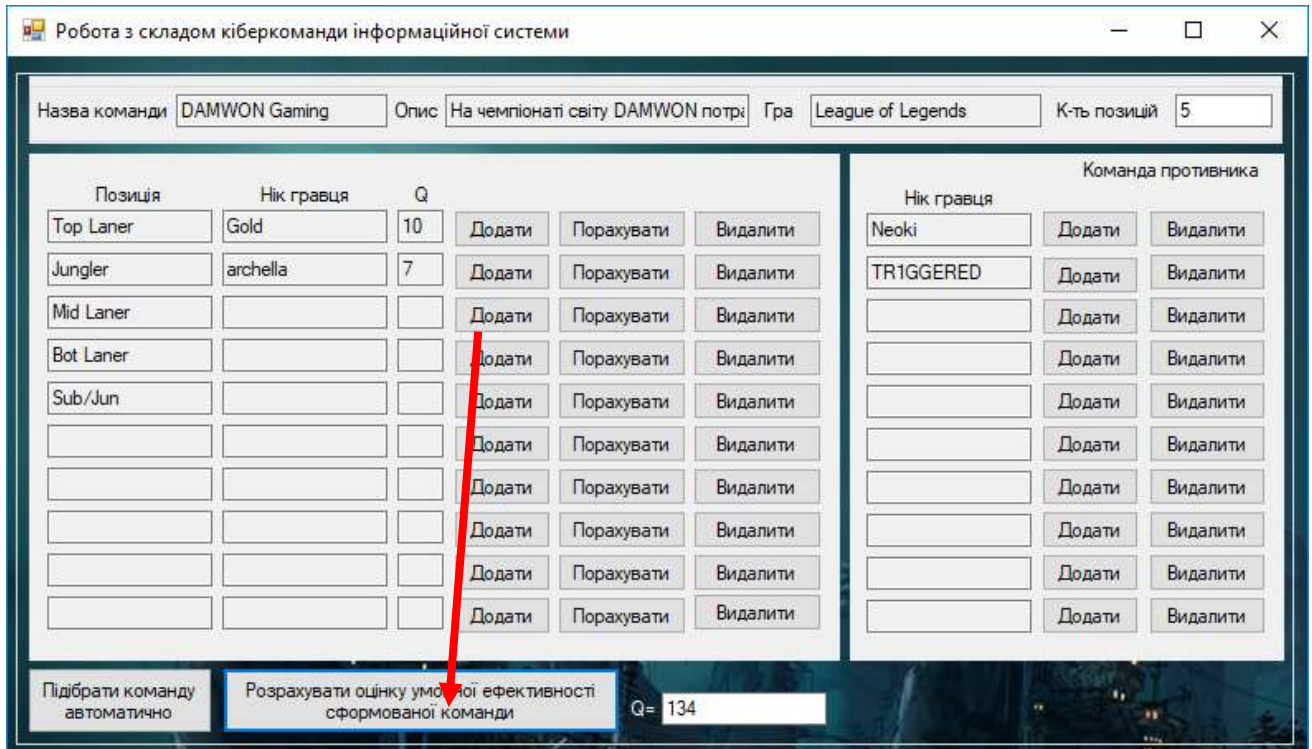 Робота з складом кіберкоманди інформаційної системи
Назва команди DAMWON Gaming Опис На чемпіонаті світу DAMWON потра Гра League of Legends К-ть позицій 5
Команда противника
Позиція Нік гравця Q Нік гравця
Top Laner Gold 10 Додати Порахувати Видалити Neoki Додати Видалити
Jungler archella 7 Додати Порахувати Видалити TR1GGERED Додати Видалити
Mid Laner Додати Порахувати Видалити Додати Видалити
Bot Laner Додати Порахувати Видалити Додати Видалити
Sub/Jun Додати Порахувати Видалити Додати Видалити
Додати Порахувати Видалити Додати Видалити
Додати Порахувати Видалити Додати Видалити
Додати Порахувати Видалити Додати Видалити
Додати Порахувати Видалити Додати Видалити
Додати Порахувати Видалити Додати Видалити
Підібрати команду
автоматично
Розрахувати оцінку умовної ефективності
сформованої команди
Q= 134